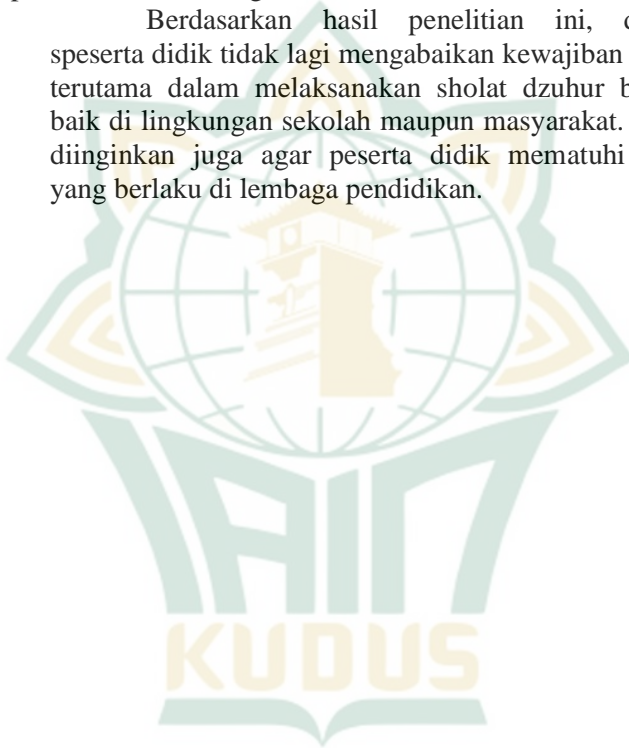 Berdasarkan hasil penelitian ini,
speserta didik tidak lagi mengabaikan kewajiban
terutama dalam melaksanakan sholat dzuhur
baik di lingkungan sekolah maupun masyarakat.
diinginkan juga agar peserta didik mematuhi
yang berlaku di lembaga pendidikan.
IAIN
KUDUS